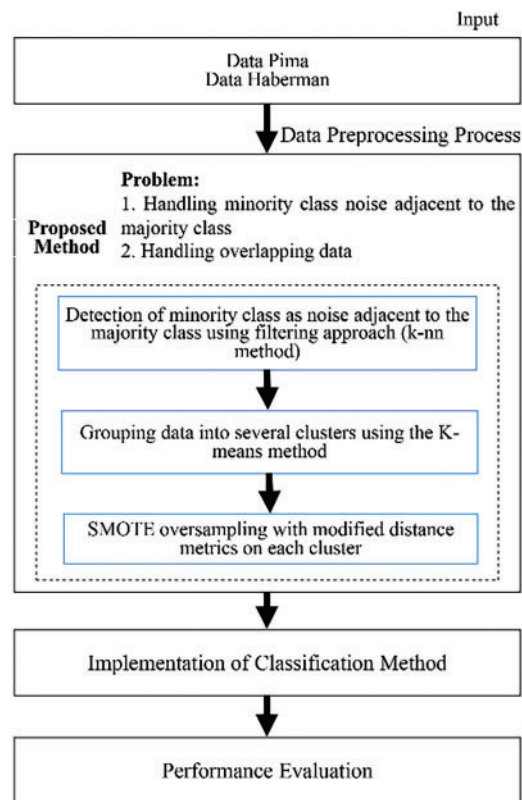 Input
Data Pima
Data Haberman
Data Preprocessing Process
Problem:
1. Handling minority class noise adjacent to the
majority class
2. Handling overlapping data
Proposed
Method
Detection of minority class as noise adjacent to the
majority class using filtering approach (k-nn
method)
Grouping data into several clusters using the K-
means method
SMOTE oversampling with modified distance
metrics on each cluster
Implementation of Classification Method
Performance Evaluation